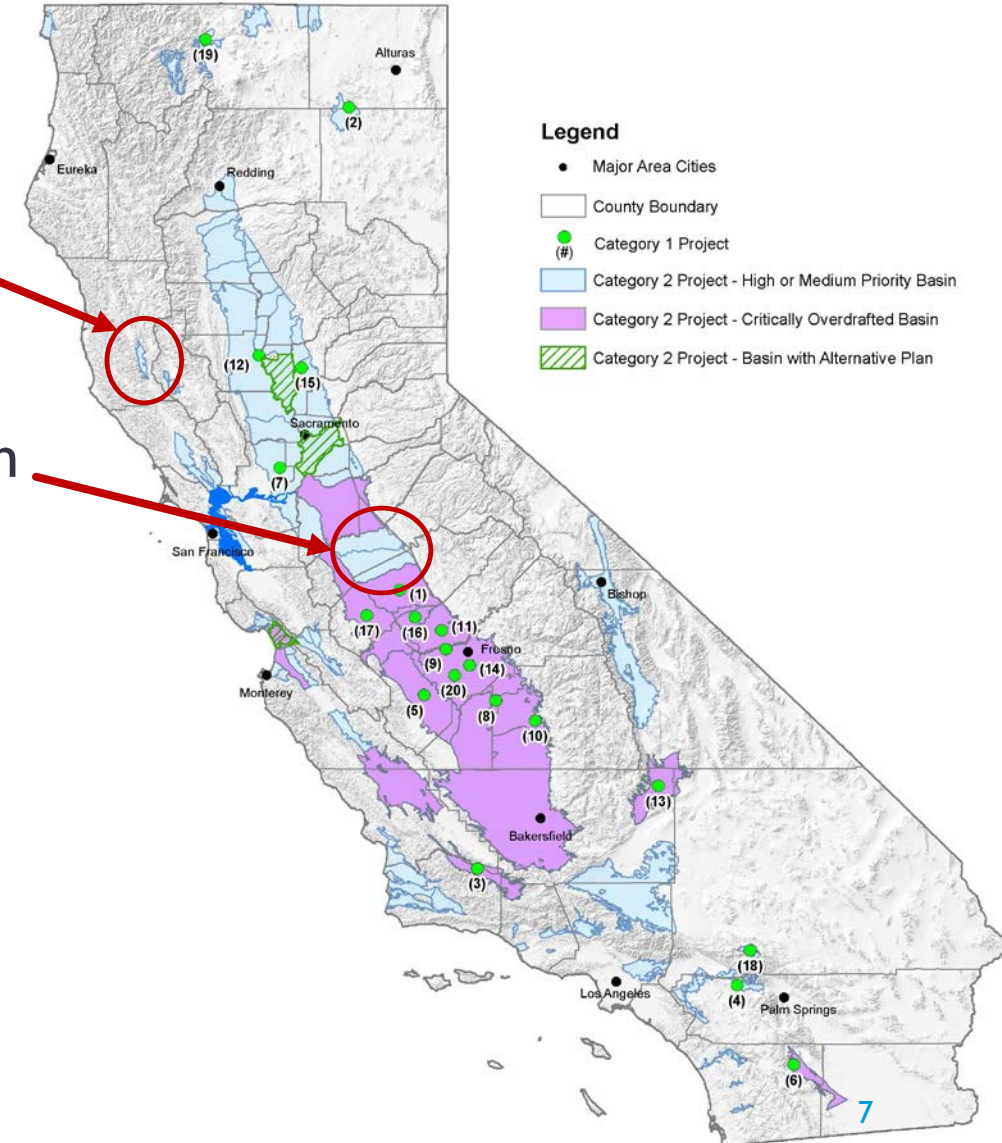 (19)
Alturas
(2)
Eureka
Redding
Legend
Major Area Cities
County Boundary
(#)
Category 1 Project
Category 2 Project - High or Medium Priority Basin
Category 2 Project - Critically Overdrafted Basin
Category 2 Project - Basin with Alternative Plan
(12)
(15)
Sacramento
n
(7)
San Francisco
Bishop
(1)
(17)
(16)
(11)
(9)
Fresno
(14)
(20)
Monterey
(5)
(8)
(10)
(13)
Bakersfield
(3)
(18)
Los Angeles
(4)
Palm Springs
(6)
7